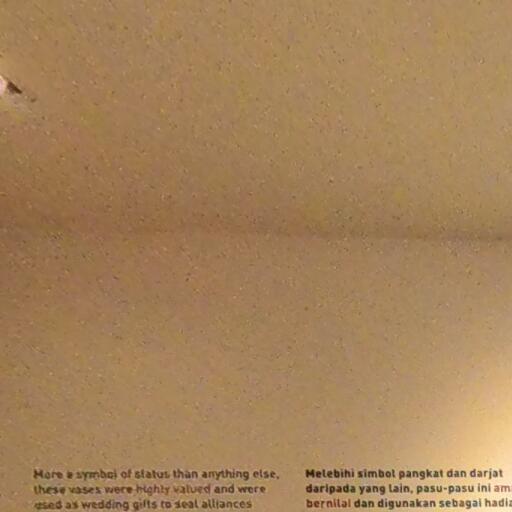 More a symbol of status than anything else,
these vases were highly valued and were
used as wedding gifts to seal alliances
Melebihi simbol pangkat dan darjat
daripada yang lain, pasu-pasu ini
bernilai dan digunakan sebagai